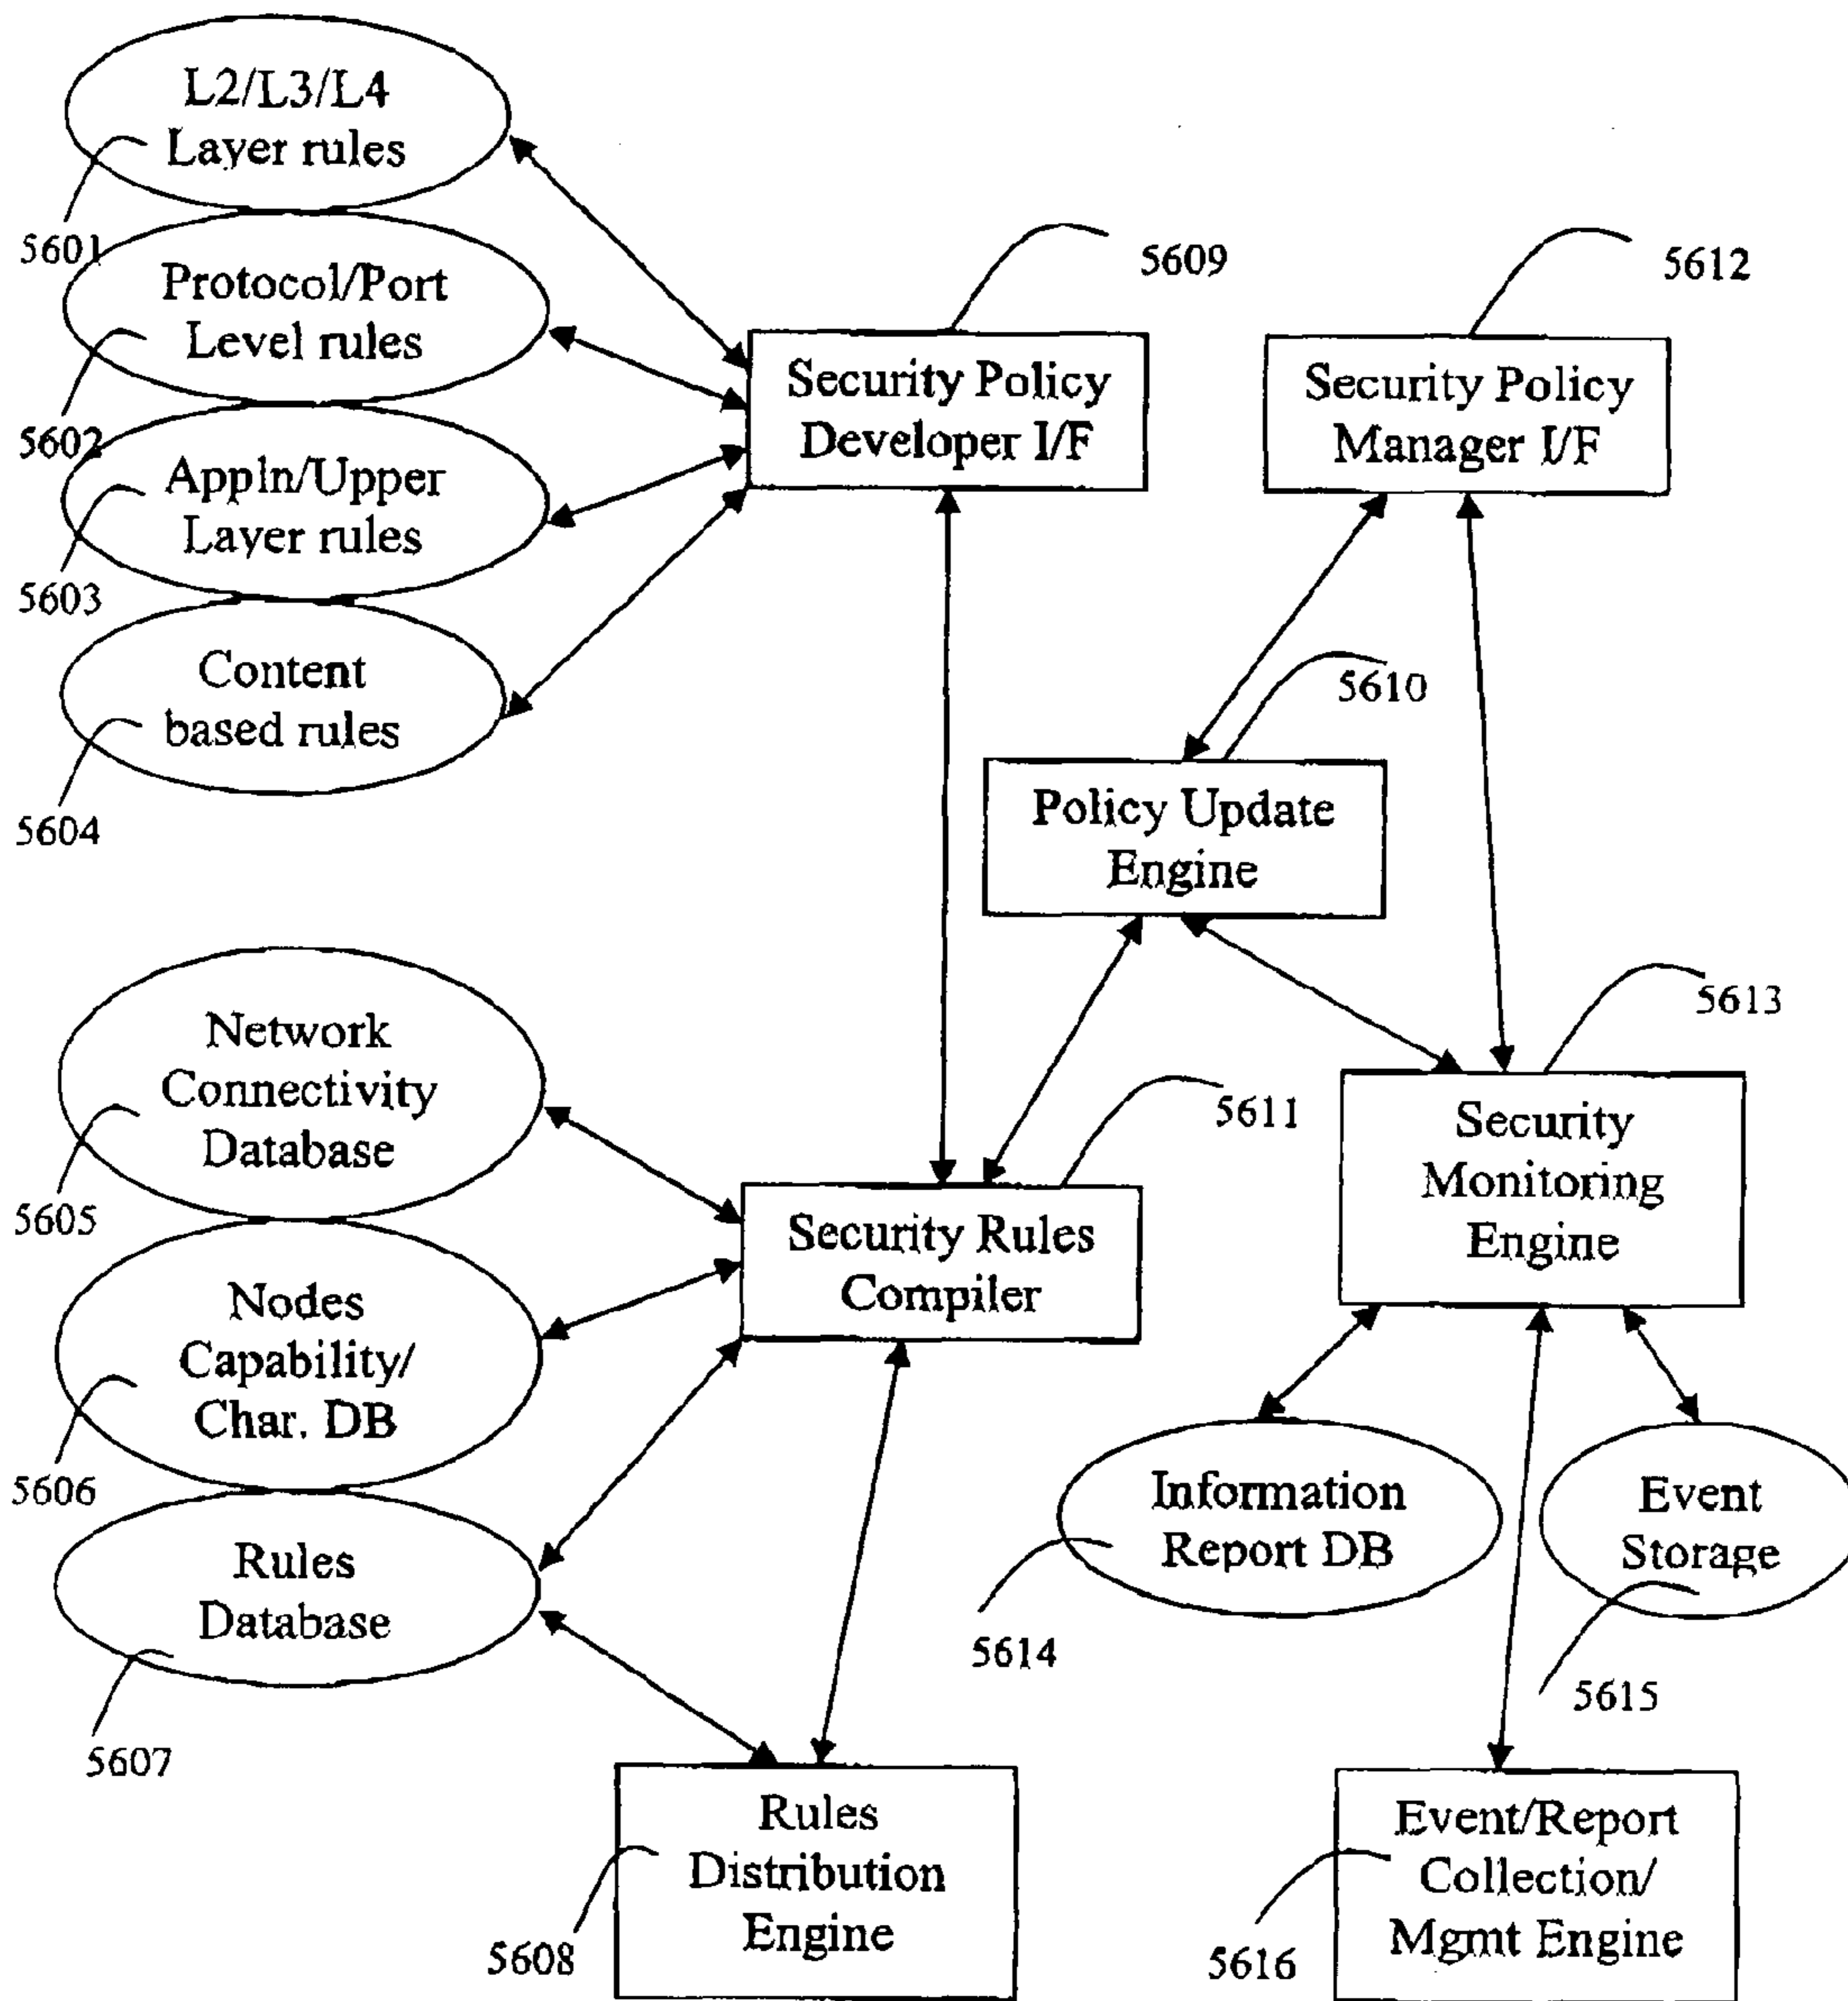 L2/L3/L4
Layer rules
5601
Protocol/Port
Level rules
5602
Appln/Upper
Layer rules
5603
Content
based rules
5604
5609
Security Policy
Developer I/F
5612
Security Policy
Manager I/F
5610
Policy Update
Engine
5613
Security
Monitoring
Engine
Network
Connectivity
Database
5605
5611
Security Rules
Compiler
Nodes
Capability/
Char. DB
5606
Rules
Database
5607
Information
Report DB
5614
Event
Storage
5615
Rules
Distribution
Engine
5608
Event/Report
Collection/
Mgmt Engine
5616